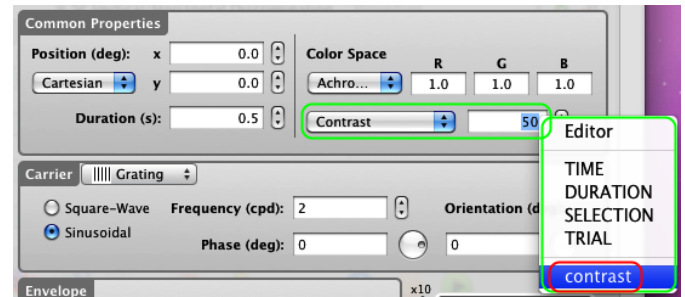 Common Properties
Position (deg): x 0.0 Color Space R G B
Cartesian y 0.0 Achro... 1.0 1.0 1.0
Duration (s): 0.5 Contrast 50
Editor
TIME
DURATION
SELECTION
TRIAL
contrast
Carrier Grating
Square-Wave Frequency (cpd): 2 Orientation (d
Sinusoidal Phase (deg): 0 0
Envelope x10